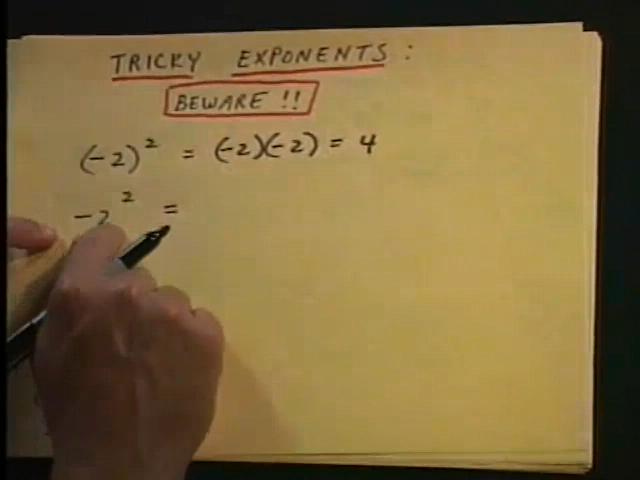 TRICKY EXPONENTS :
BEWARE !!
(-2)² = (-2)(-2) = 4
-2² =